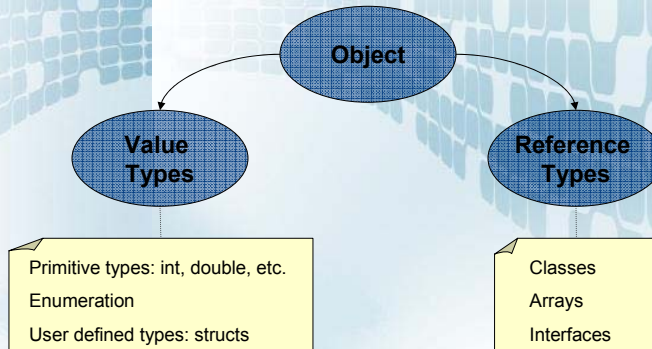 Object
Value
Types
Reference
Types
Primitive types: int, double, etc.
Enumeration
User defined types: structs
Classes
Arrays
Interfaces